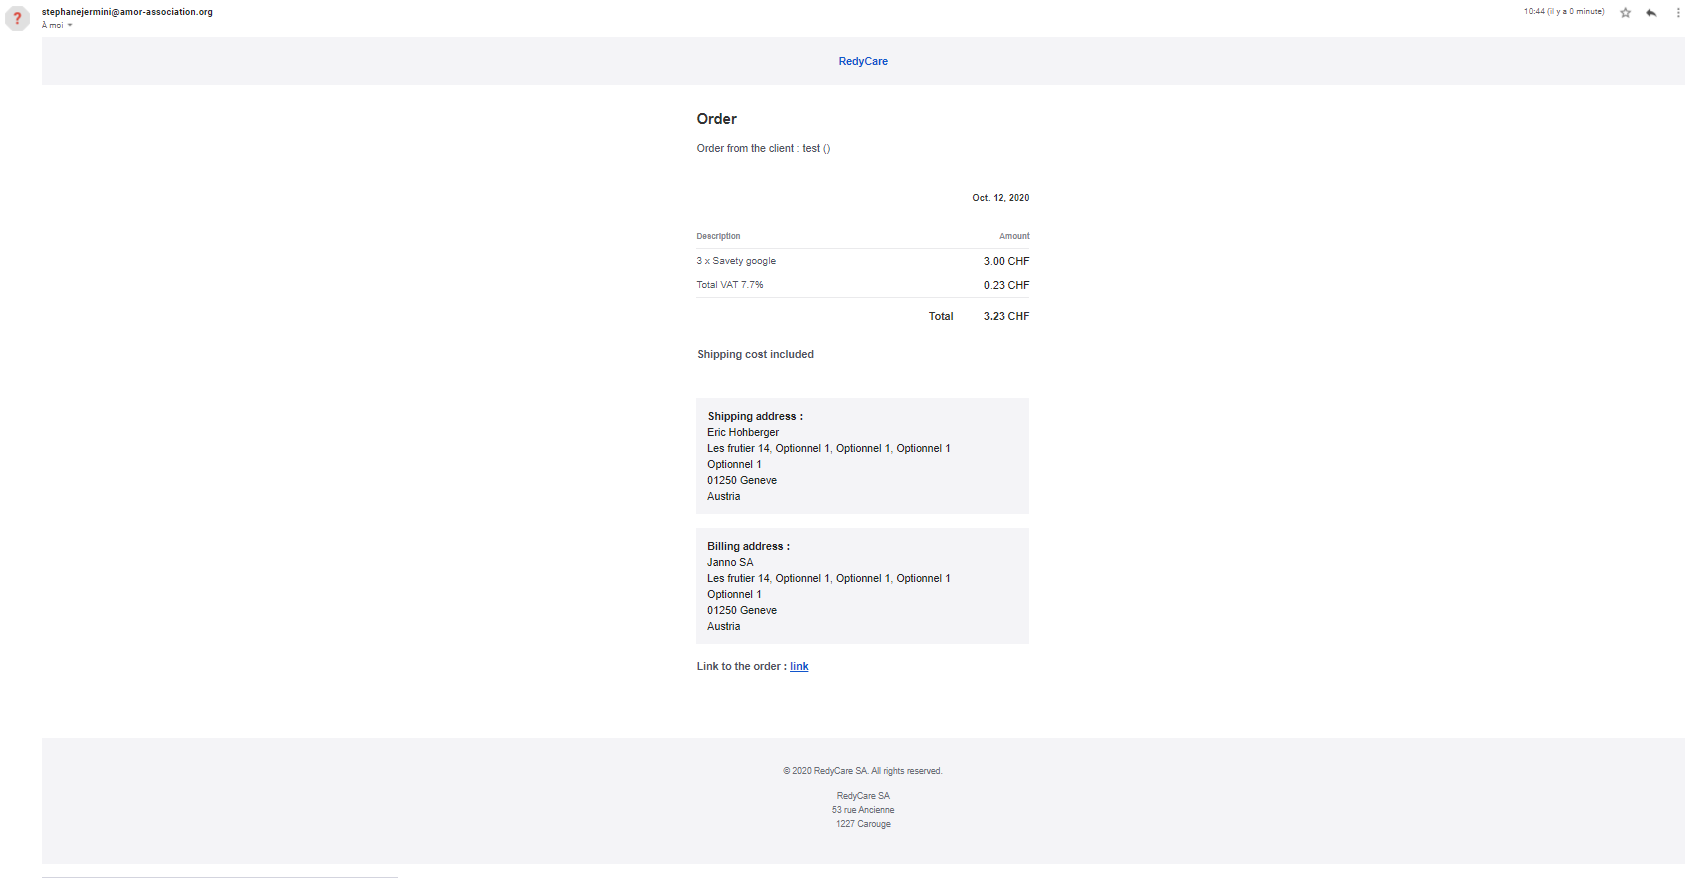 stephanejermini@amor-association.org
10:44 (il y a 0 minute)
À moi
RedyCare
Order
Order from the client : test ()
Oct. 12, 2020
Description Amount
3 x Savety google 3.00 CHF
Total VAT 7.7% 0.23 CHF
Total 3.23 CHF
Shipping cost included
Shipping address :
Eric Hohberger
Les frutier 14, Optionnel 1, Optionnel 1, Optionnel 1
Optionnel 1
01250 Geneve
Austria
Billing address :
Janno SA
Les frutier 14, Optionnel 1, Optionnel 1, Optionnel 1
Optionnel 1
01250 Geneve
Austria
Link to the order : link
© 2020 RedyCare SA. All rights reserved.
RedyCare SA
53 rue Ancienne
1227 Carouge